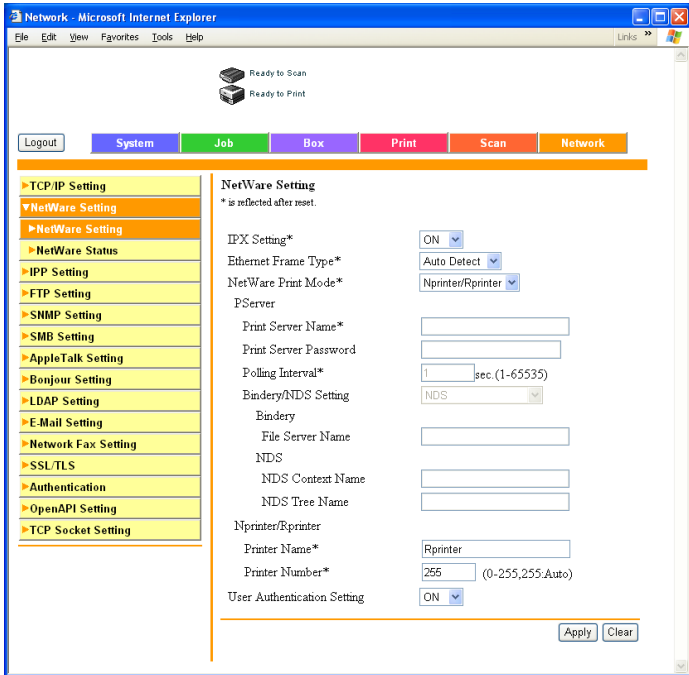 Network - Microsoft Internet Explorer
File Edit View Favorites Tools Help Links »
Ready to Scan
Ready to Print
Logout System Job Box Print Scan Network
TCP/IP Setting
NetWare Setting
NetWare Setting
NetWare Status
IPP Setting
FTP Setting
SNMP Setting
SMB Setting
AppleTalk Setting
Bonjour Setting
LDAP Setting
E-Mail Setting
Network Fax Setting
SSL/TLS
Authentication
OpenAPI Setting
TCP Socket Setting
NetWare Setting
* is reflected after reset.
IPX Setting* ON
Ethernet Frame Type* Auto Detect
NetWare Print Mode* Nprinter/Rprinter
PServer
Print Server Name*
Print Server Password
Polling Interval* 1 sec.(1-65535)
Bindery/NDS Setting NDS
Bindery
File Server Name
NDS
NDS Context Name
NDS Tree Name
Nprinter/Rprinter
Printer Name* Rprinter
Printer Number* 255 (0-255,255:Auto)
User Authentication Setting ON
Apply Clear